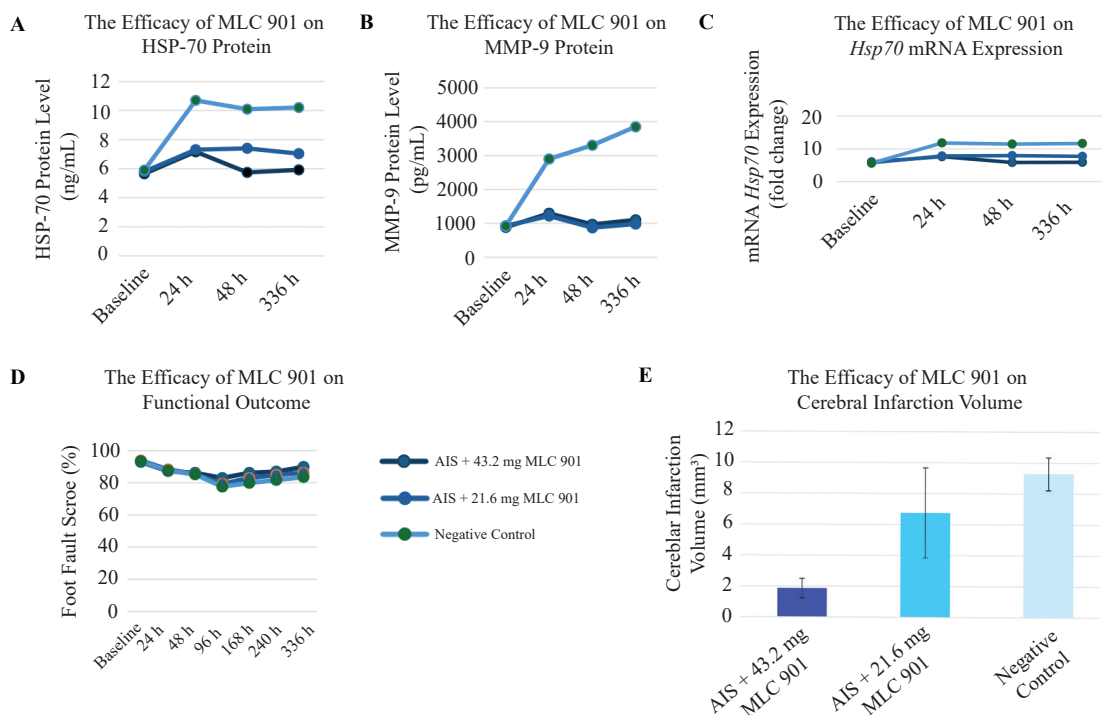 A
The Efficacy of MLC 901 on
HSP-70 Protein
HSP-70 Protein Level
(ng/mL)
12
10
8
6
4
2
0
Baseline
24 h
48 h
336 h
B
The Efficacy of MLC 901 on
MMP-9 Protein
MMP-9 Protein Level
(pg/mL)
5000
4000
3000
2000
1000
0
Baseline
24 h
48 h
336 h
C
The Efficacy of MLC 901 on
Hsp70 mRNA Expression
mRNA Hsp70 Expression
(fold change)
20
10
0
Baseline
24 h
48 h
336 h
D
The Efficacy of MLC 901 on
Functional Outcome
Foot Fault Scroe (%)
100
80
60
40
20
0
Baseline
24 h
48 h
96 h
168 h
240 h
336 h
AIS + 43.2 mg MLC 901
AIS + 21.6 mg MLC 901
Negative Control
E
The Efficacy of MLC 901 on
Cerebral Infarction Volume
Cereblar Infarction
Volume (mm³)
12
10
8
6
4
2
0
AIS + 43.2 mg
MLC 901
AIS + 21.6 mg
MLC 901
Negative
Control